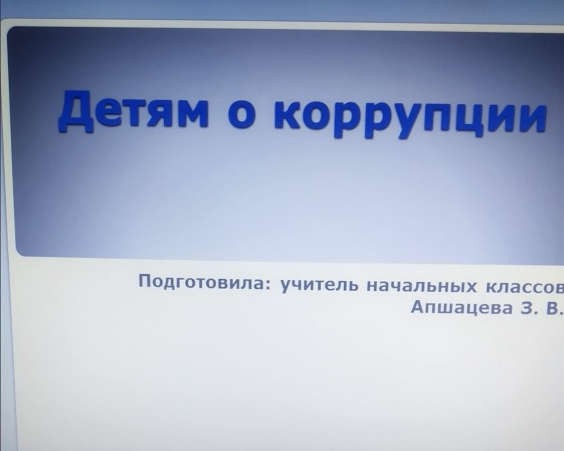 Детям о коррупции
Подготовила: учитель начальных классов
Апшацева З. В.